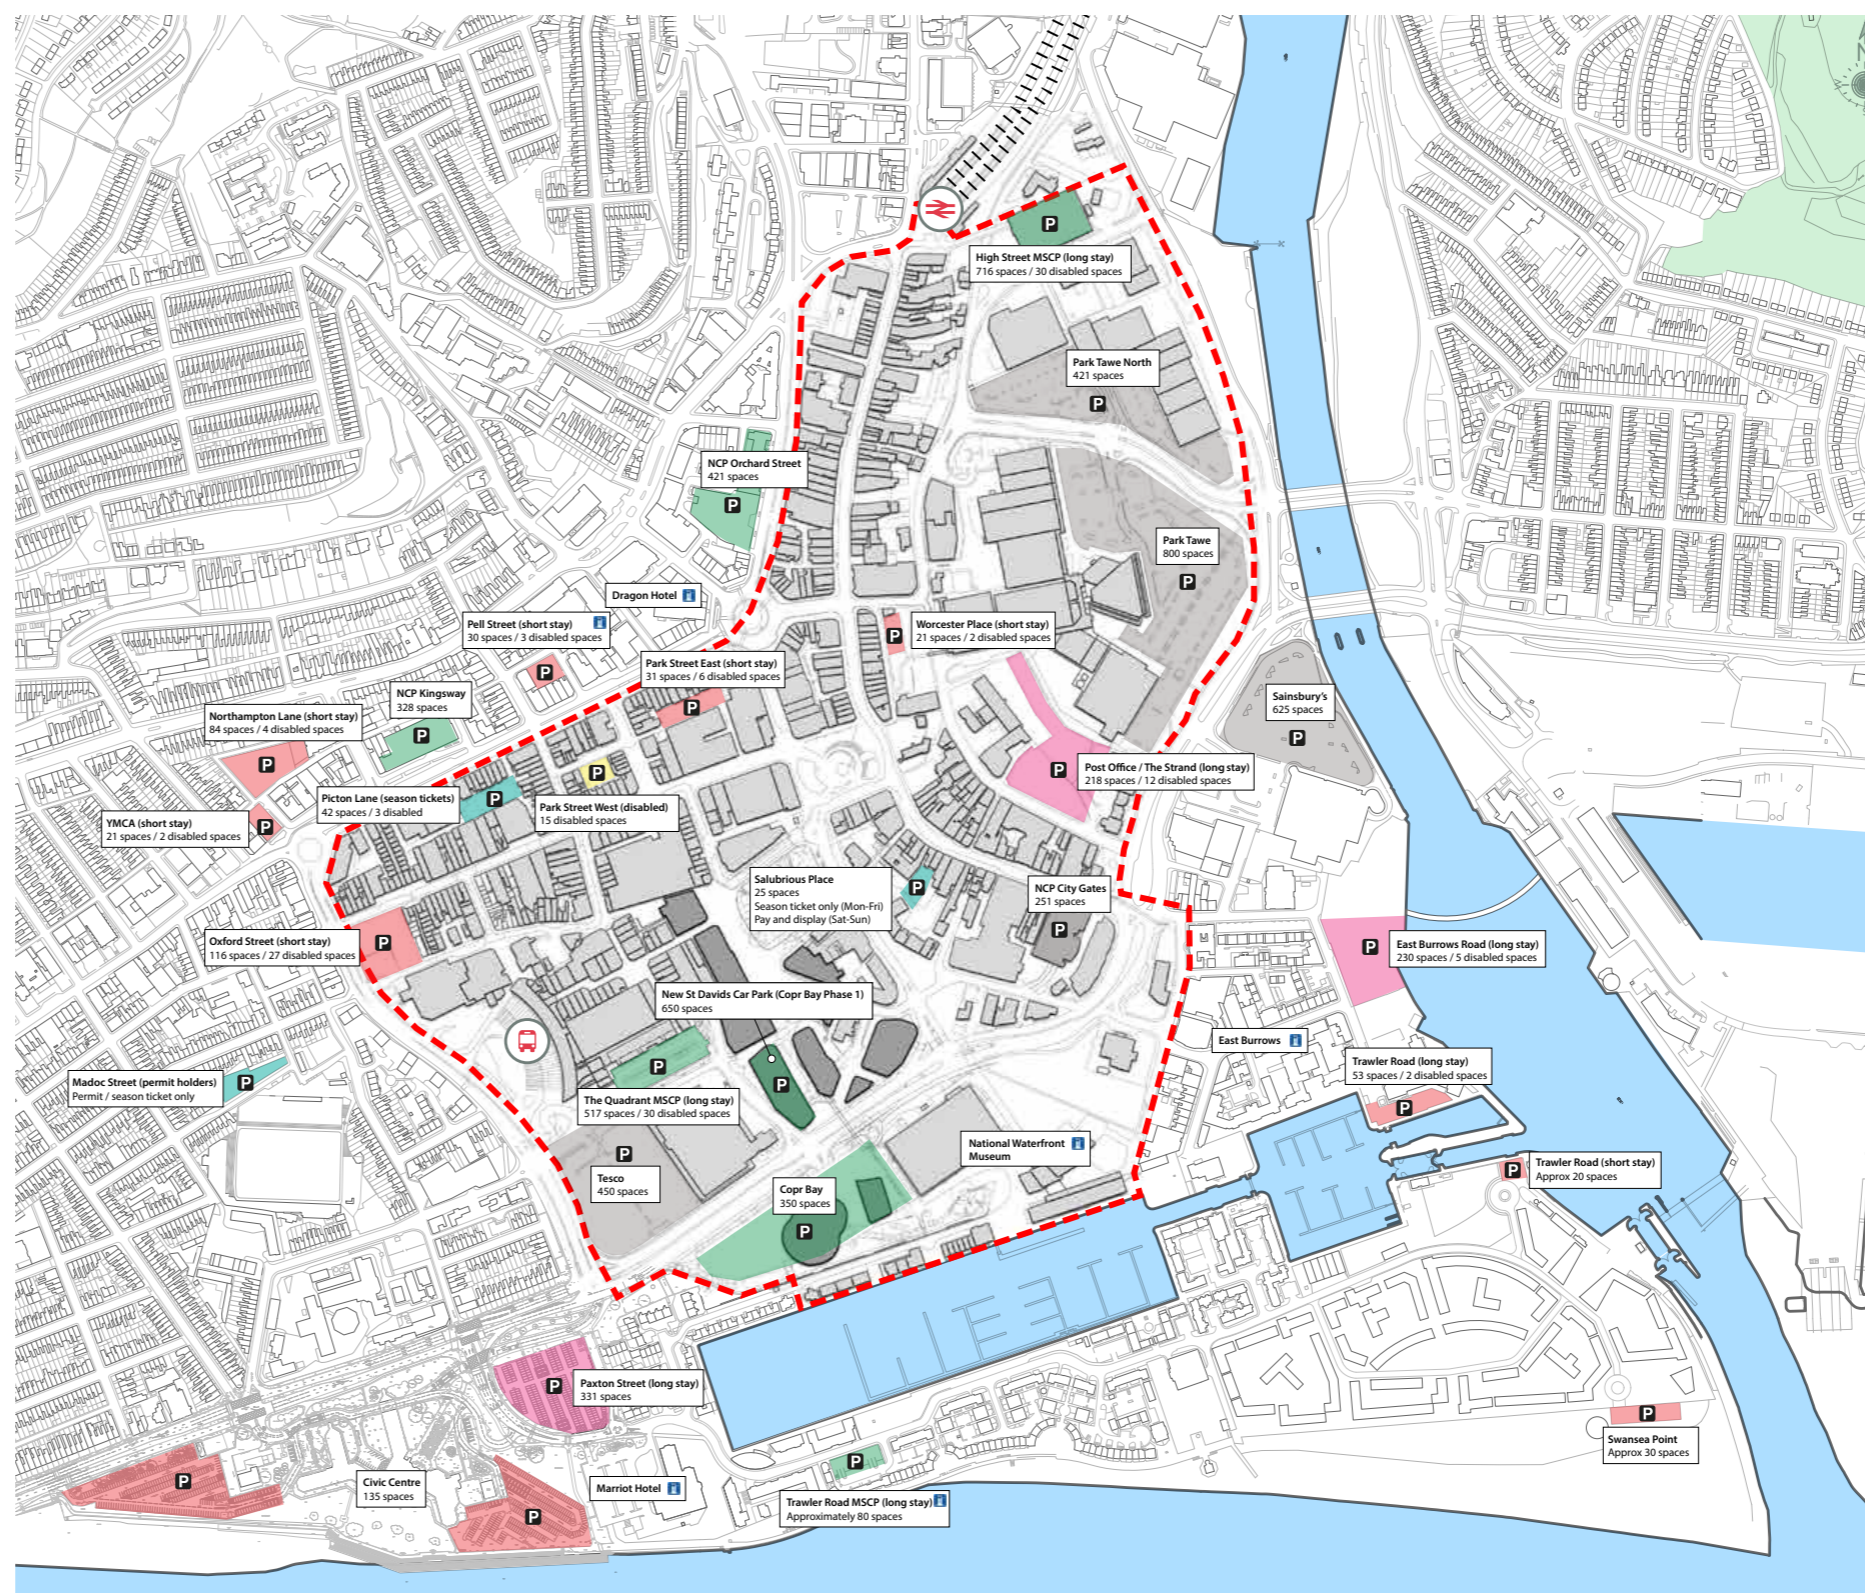 High Street MSCP (long stay)
716 spaces / 30 disabled spaces
P
Park Tawe North
421 spaces
P
NCP Orchard Street
421 spaces
P
Park Tawe
800 spaces
P
Dragon Hotel
Pell Street (short stay)
30 spaces / 3 disabled spaces
P
Worcester Place (short stay)
21 spaces / 2 disabled spaces
P
Park Street East (short stay)
31 spaces / 6 disabled spaces
P
NCP Kingsway
328 spaces
P
Sainsbury's
625 spaces
P
Northampton Lane (short stay)
84 spaces / 4 disabled spaces
P
Post Office / The Strand (long stay)
218 spaces / 12 disabled spaces
P
Picton Lane (season tickets)
42 spaces / 3 disabled
P
Park Street West (disabled)
15 disabled spaces
P
YMCA (short stay)
21 spaces / 2 disabled spaces
P
Salubrious Place
25 spaces
Season ticket only (Mon-Fri)
Pay and display (Sat-Sun)
P
NCP City Gates
251 spaces
P
Oxford Street (short stay)
116 spaces / 27 disabled spaces
P
East Burrows Road (long stay)
230 spaces / 5 disabled spaces
P
New St Davids Car Park (Copr Bay Phase 1)
650 spaces
P
East Burrows
Trawler Road (long stay)
53 spaces / 2 disabled spaces
P
Madoc Street (permit holders)
Permit / season ticket only
P
The Quadrant MSCP (long stay)
517 spaces / 30 disabled spaces
P
National Waterfront
Museum
Trawler Road (short stay)
Approx 20 spaces
P
Tesco
450 spaces
P
Copr Bay
350 spaces
P
Paxton Street (long stay)
331 spaces
P
Swansea Point
Approx 30 spaces
P
Civic Centre
135 spaces
P
P
Marriot Hotel
Trawler Road MSCP (long stay)
Approximately 80 spaces
P